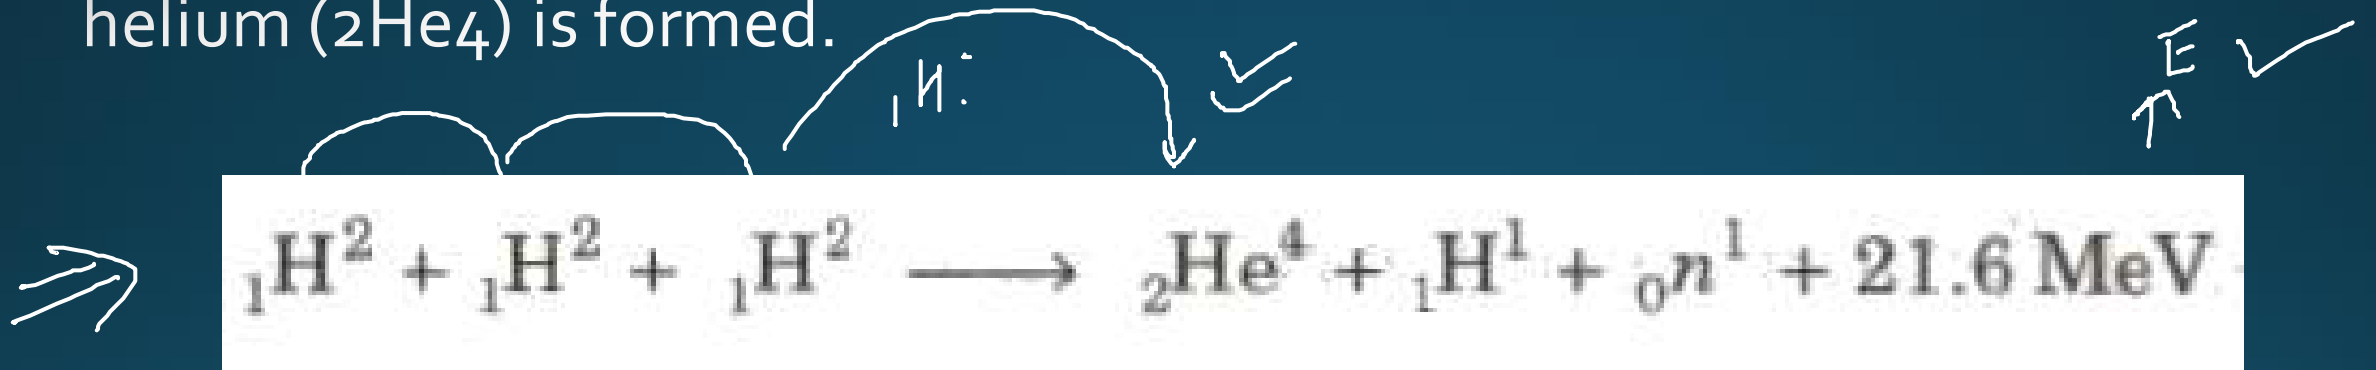 helium (2He4) is formed.
E
₁H:
₁H² + ₁H² + ₁H² ⟶ ₂He⁴ + ₁H¹ + ₀n¹ + 21.6 MeV